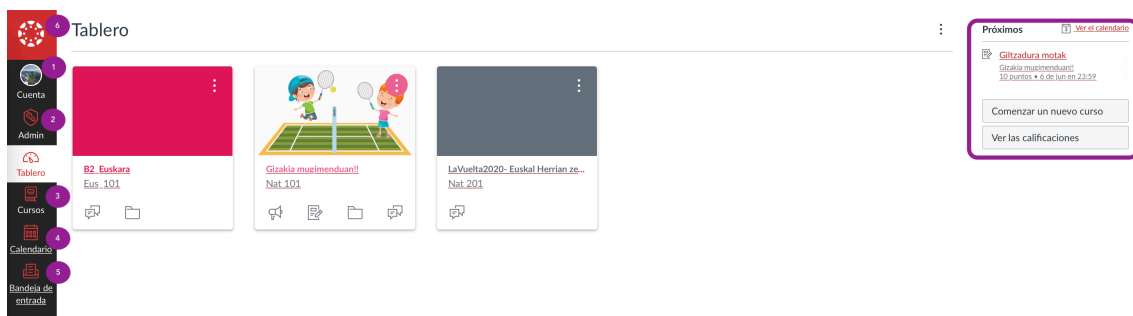 6
Tablero
1
Cuenta
2
Admin
Tablero
3
Cursos
4
Calendario
5
Bandeja de
entrada
B2_Euskara
Eus_101
Gizakia mugimenduan!!
Nat 101
LaVuelta2020- Euskal Herrian ze...
Nat 201
Próximos
3 Ver el calendario
Giltzadura motak
Gizakia mugimenduan!!
10 puntos • 6 de jun en 23:59
Comenzar un nuevo curso
Ver las calificaciones